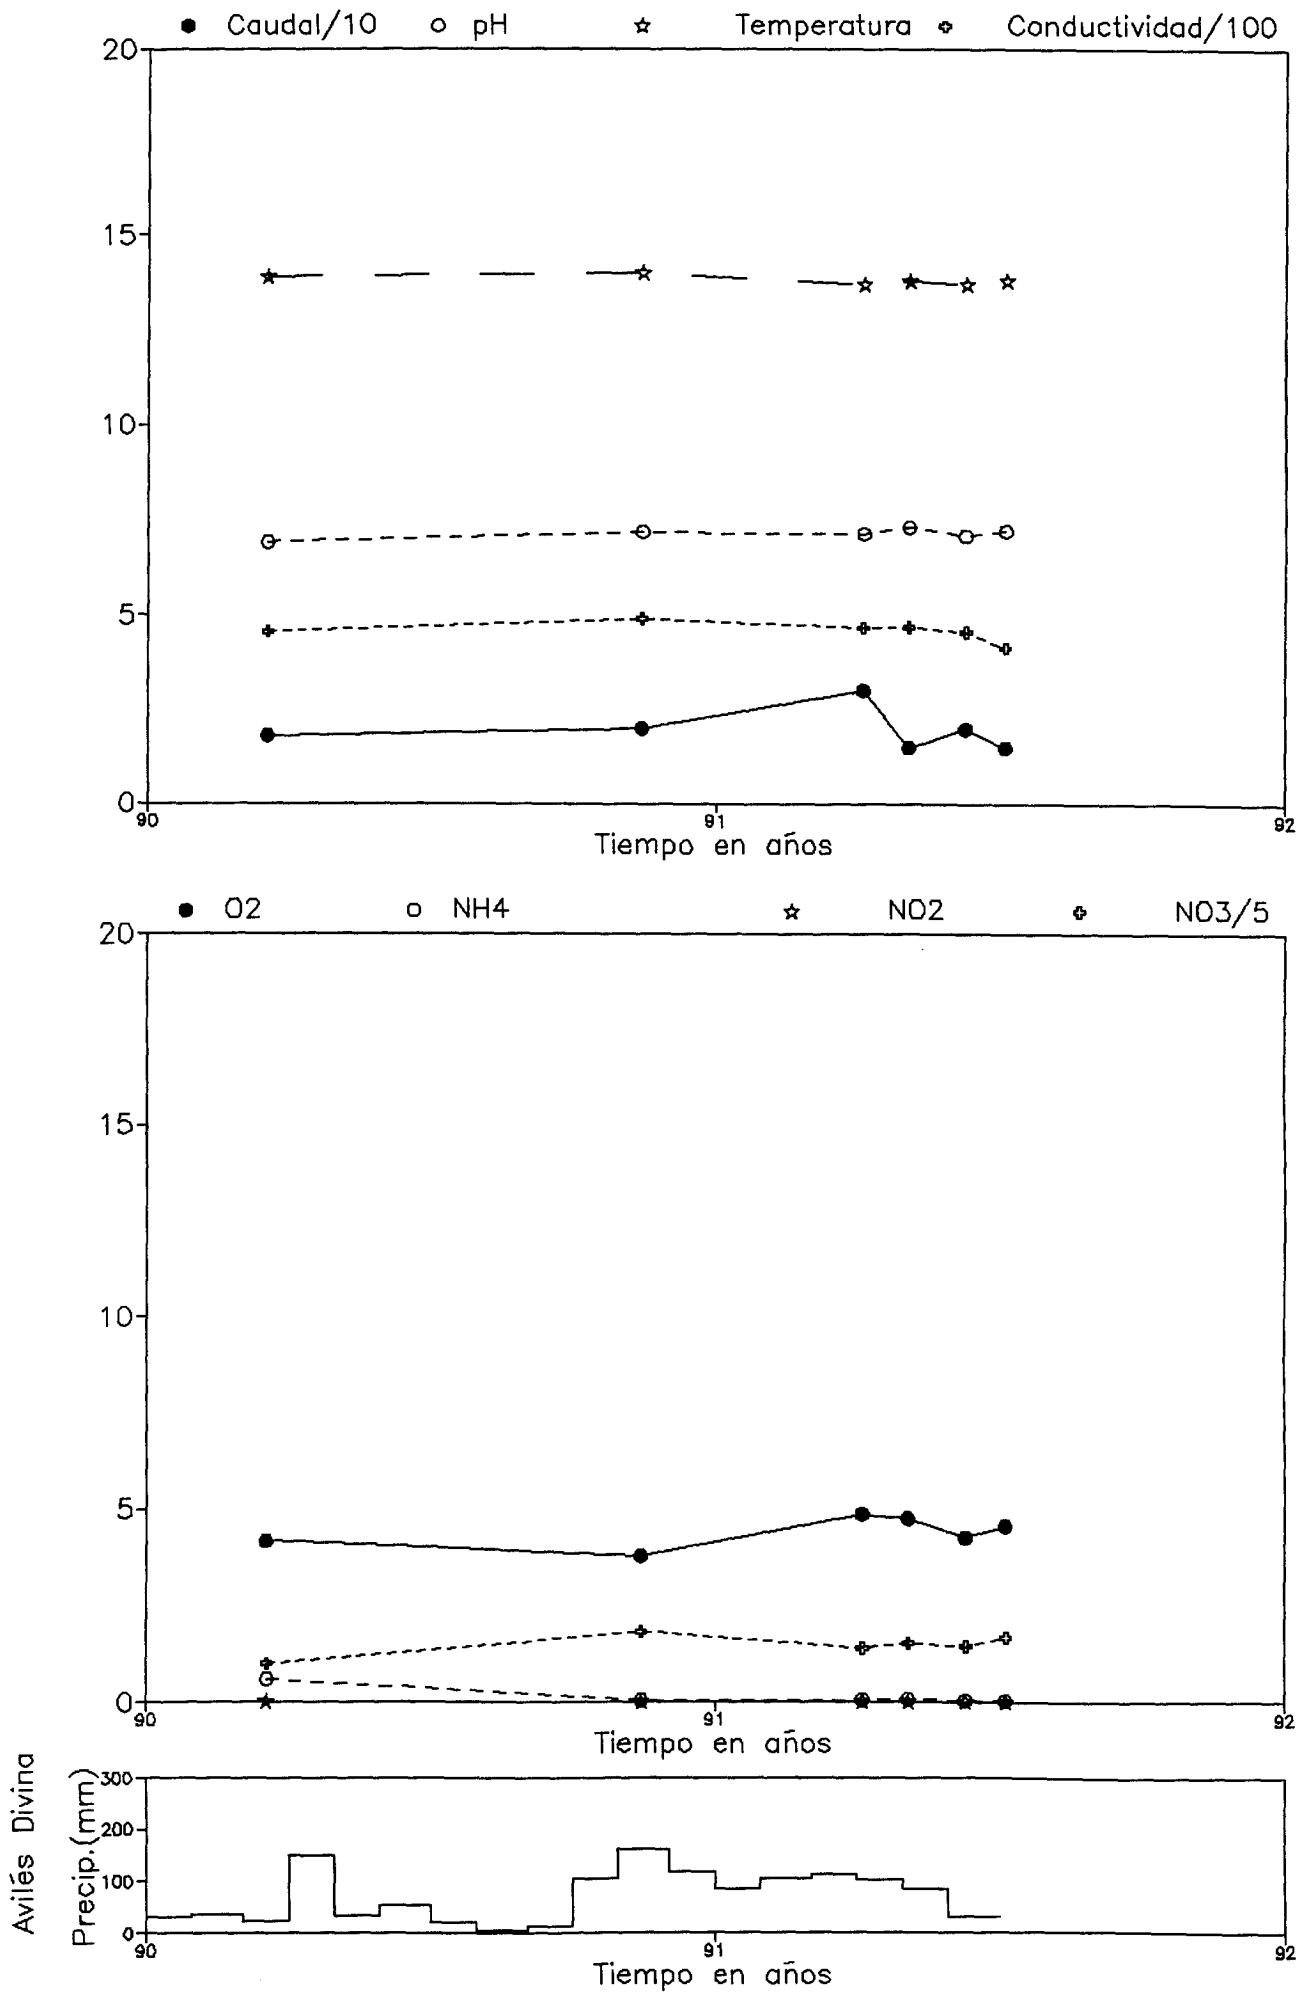 Caudal/10 pH Temperatura Conductividad/100
20
15
10
5
0
90 91 92
Tiempo en años
O2 NH4 NO2 NO3/5
20
15
10
5
0
90 91 92
Tiempo en años
Avilés Divina
Precip.(mm)
300
200
100
0
90 91 92
Tiempo en años